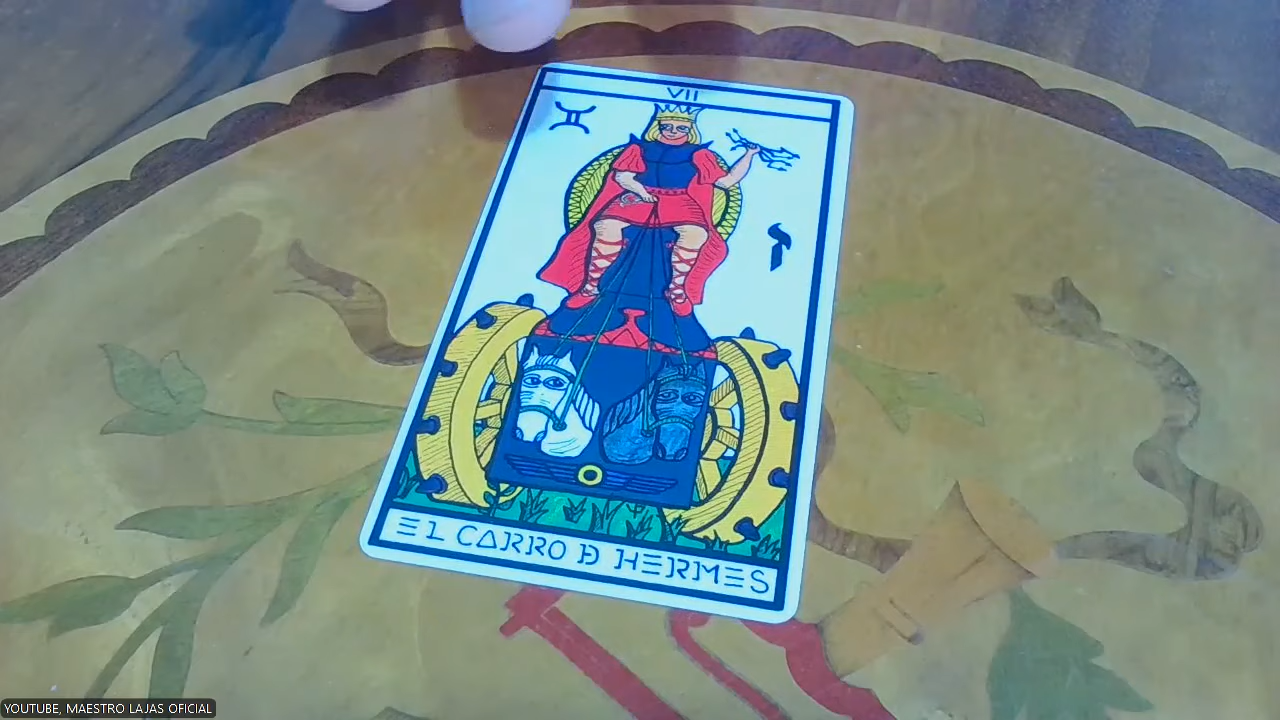 VII
♊
ז
EL CARRO D HERMES
YOUTUBE, MAESTRO LAJAS OFICIAL